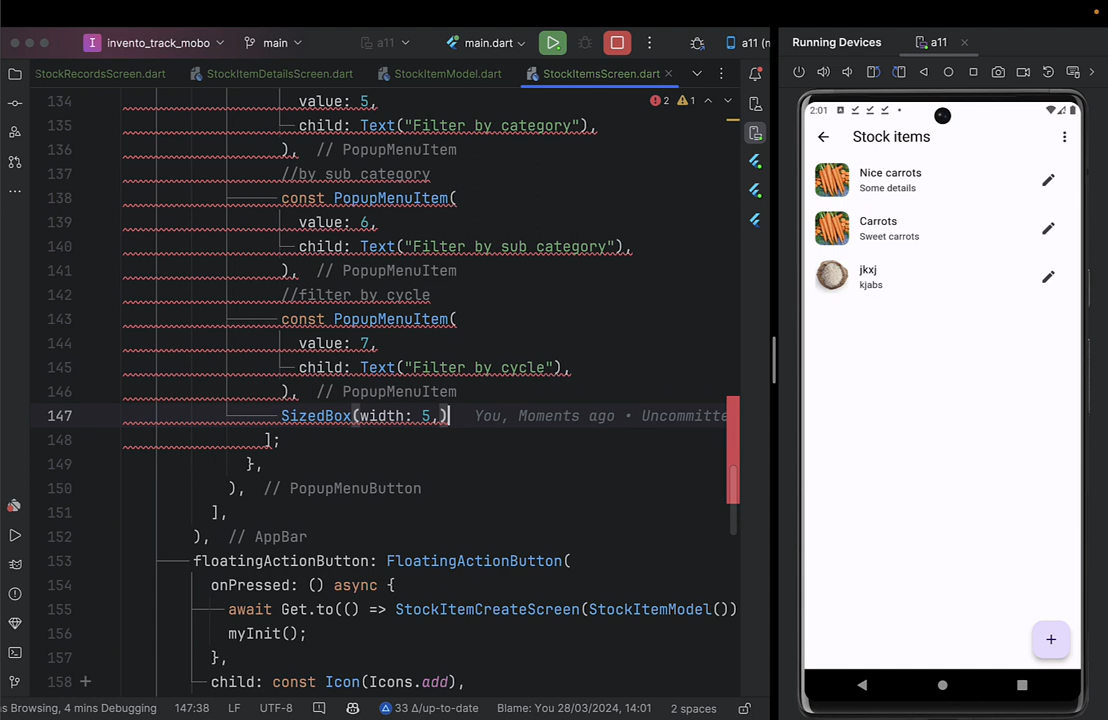 I invento_track_mobo main a11 main.dart a11 (n
StockRecordsScreen.dart StockItemDetailsScreen.dart StockItemModel.dart StockItemsScreen.dart
2 1
134 value: 5,
135 child: Text("Filter by category"),
136 ), // PopupMenuItem
137 //by sub category
138 const PopupMenuItem(
139 value: 6,
140 child: Text("Filter by sub category"),
141 ), // PopupMenuItem
142 //filter by cycle
143 const PopupMenuItem(
144 value: 7,
145 child: Text("Filter by cycle"),
146 ), // PopupMenuItem
147 SizedBox(width: 5,) You, Moments ago • Uncommitte
148 ];
149 },
150 ), // PopupMenuButton
151 ],
152 ), // AppBar
153 floatingActionButton: FloatingActionButton(
154 onPressed: () async {
155 await Get.to(() => StockItemCreateScreen(StockItemModel())
156 myInit();
157 },
158 child: const Icon(Icons.add),
s Browsing, 4 mins Debugging 147:38 LF UTF-8 33 Δ/up-to-date Blame: You 28/03/2024, 14:01 2 spaces
Running Devices a11
2:01
Stock items
Nice carrots
Some details
Carrots
Sweet carrots
jkxj
kjabs
+